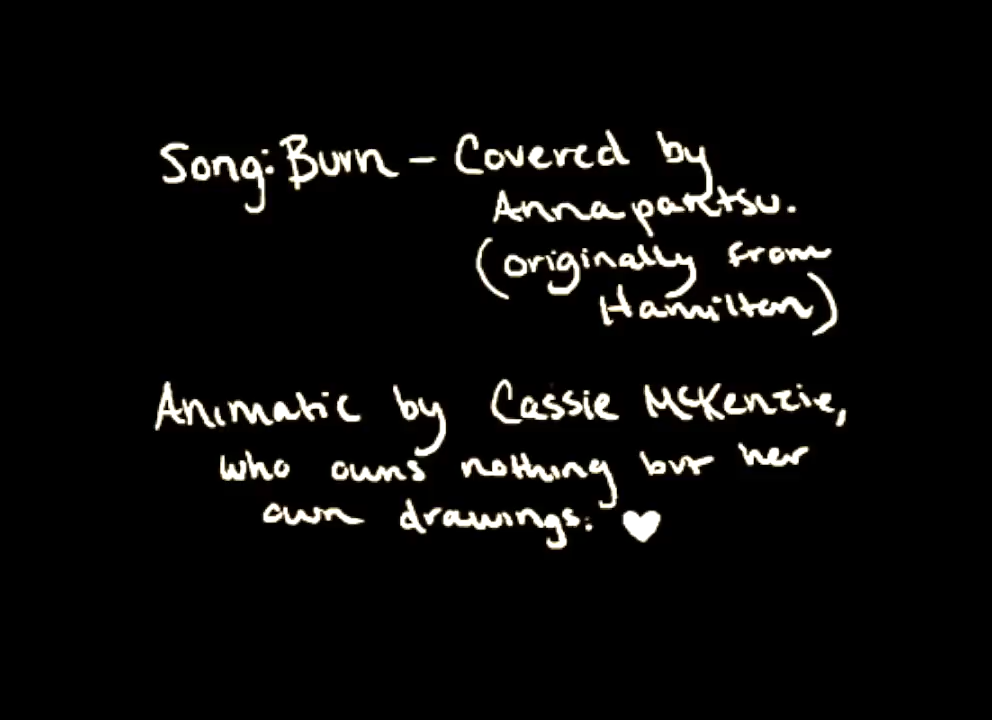 Song: Burn - Covered by
Annapantsu.
(originally from
Hamilton)
Animatic by Cassie McKenzie,
who owns nothing but her
own drawings. ♥